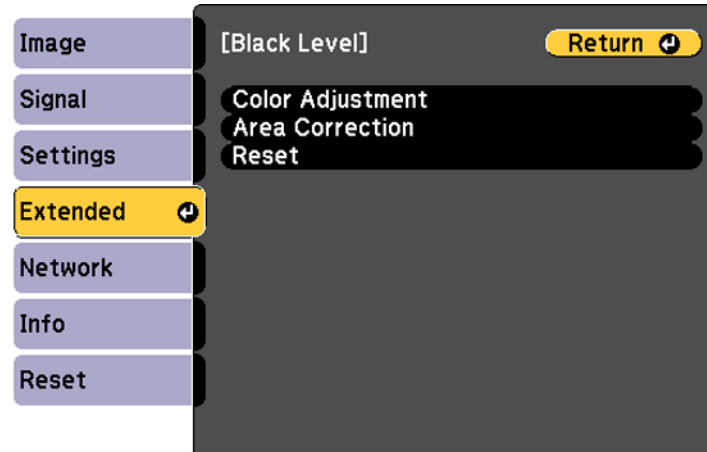 Image
Signal
Settings
Extended
Network
Info
Reset
[Black Level]
Return
Color Adjustment
Area Correction
Reset